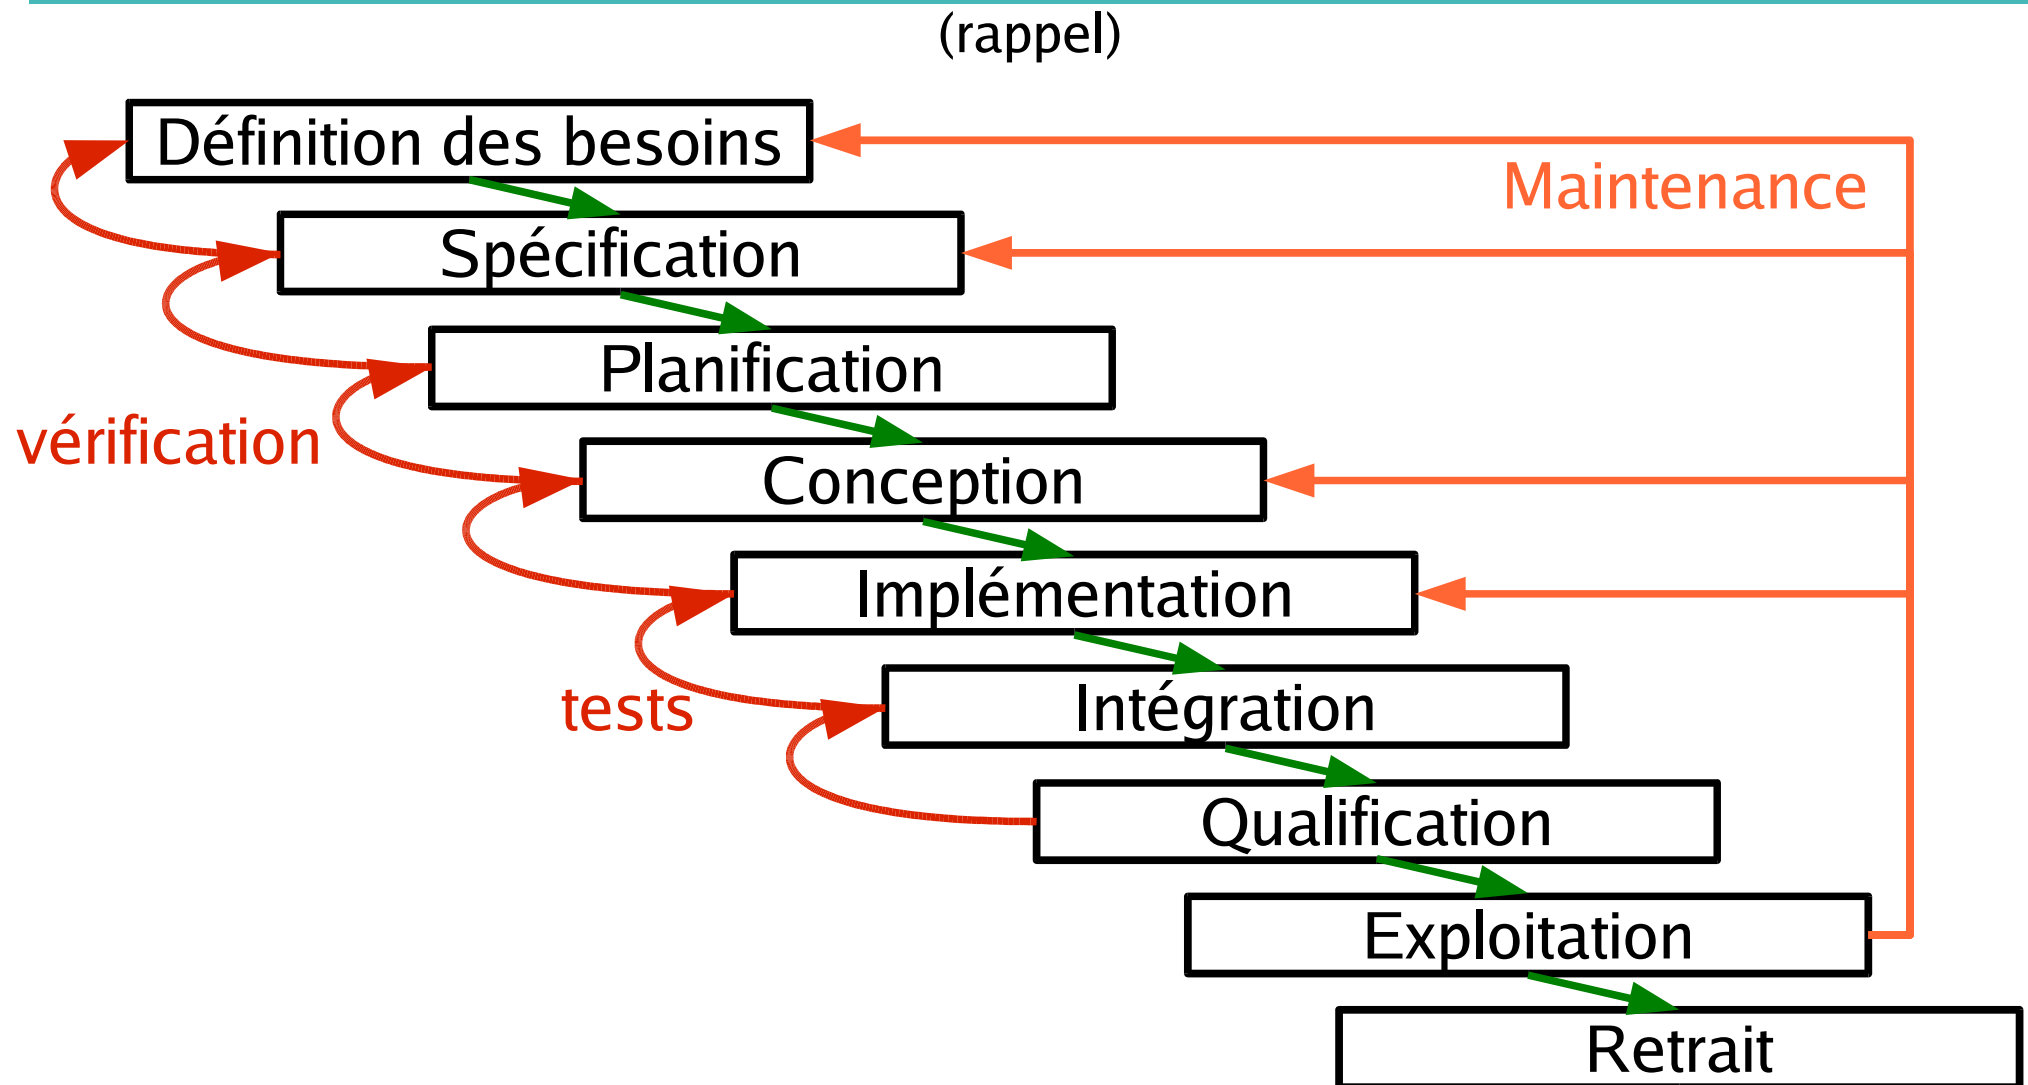 (rappel)
Définition des besoins
Maintenance
Spécification
Planification
vérification
Conception
Implémentation
tests
Intégration
Qualification
Exploitation
Retrait